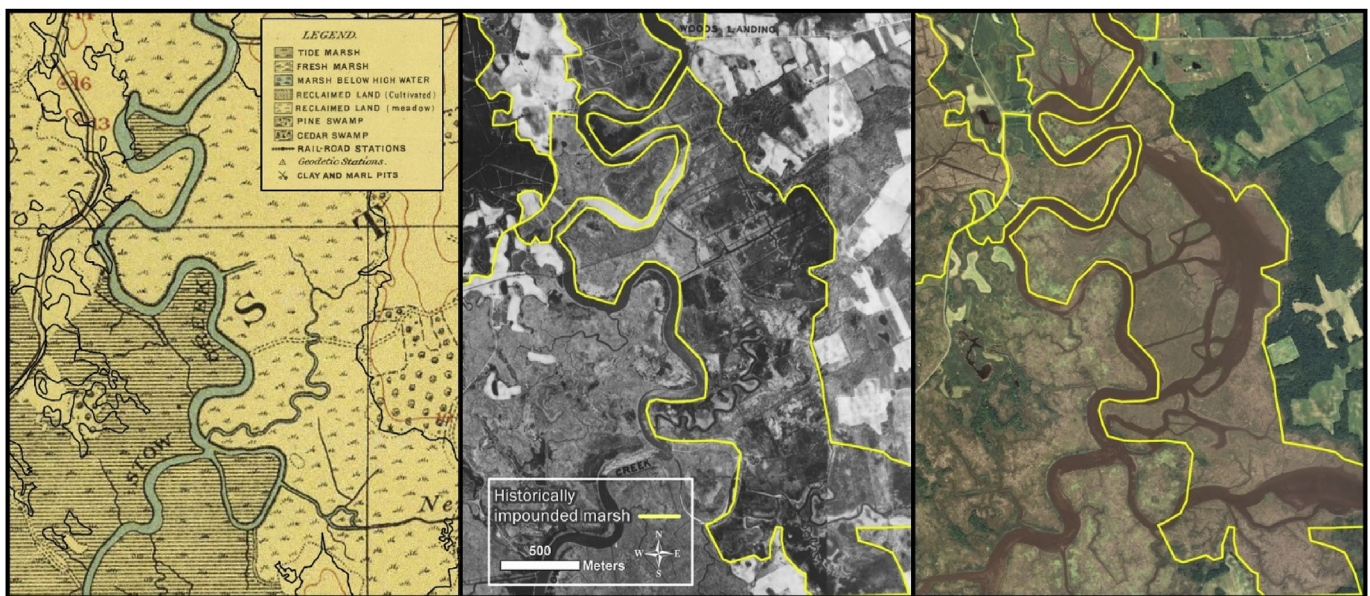 LEGEND.
TIDE MARSH
FRESH MARSH
MARSH BELOW HIGH WATER
RECLAIMED LAND (Cultivated)
RECLAIMED LAND (meadow)
PINE SWAMP
CEDAR SWAMP
RAIL-ROAD STATIONS
Geodetic Stations.
CLAY AND MARL PITS
16
13
S
T
CREEK
STOW
Ne
WOODS LANDING
CREEK
Historically
impounded marsh
500
Meters
N
W E
S